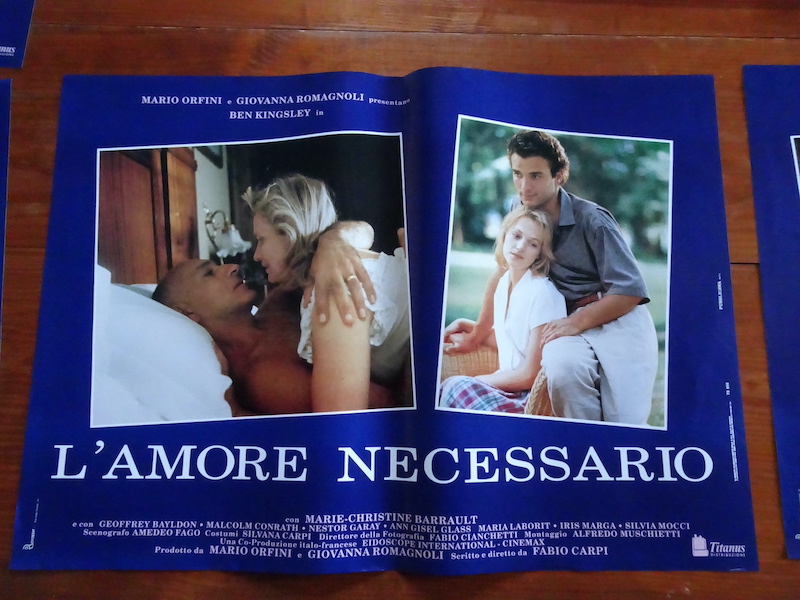 Titanus
MARIO ORFINI e GIOVANNA ROMAGNOLI presentano
BEN KINGSLEY in
L'AMORE NECESSARIO
con MARIE-CHRISTINE BARRAULT
e con GEOFFREY BAYLDON • MALCOLM CONRATH • NESTOR GARAY • ANN GISEL GLASS MARIA LABORIT • IRIS MARGA • SILVIA MOCCI
Scenografo AMEDEO FAGO Costumi SILVANA CARPI Direttore della Fotografia FABIO CIANCHETTI Montaggio ALFREDO MUSCHIETTI
Una Co-Produzione italo-francese EIDOSCOPE INTERNATIONAL - CINEMAX
Prodotto da MARIO ORFINI e GIOVANNA ROMAGNOLI Scritto e diretto da FABIO CARPI
Titanus
DISTRIBUZIONE